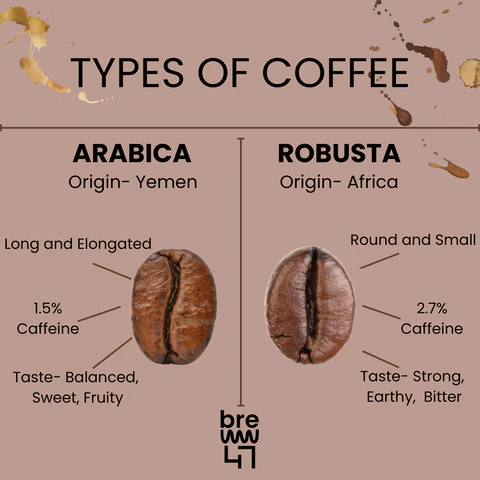 TYPES OF COFFEE
ARABICA
Origin- Yemen
Long and Elongated
1.5%
Caffeine
Taste- Balanced,
Sweet, Fruity
ROBUSTA
Origin- Africa
Round and Small
2.7%
Caffeine
Taste- Strong,
Earthy, Bitter
bre
ww
47